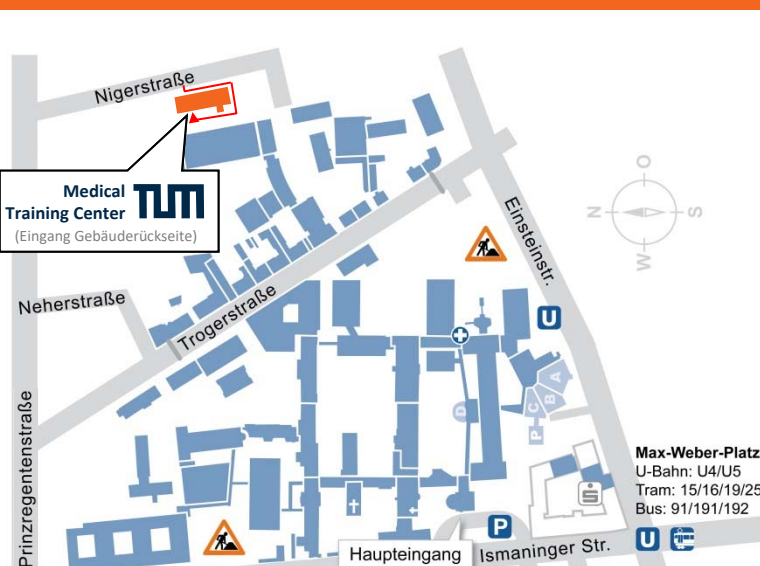 Nigerstraße
Medical TUM
Training Center
(Eingang Gebäuderückseite)
O
N
S
W
Einsteinstr.
Neherstraße
Trogerstraße
Prinzregentenstraße
U
A
B
C
D
P
Max-Weber-Platz
U-Bahn: U4/U5
Tram: 15/16/19/25
Bus: 91/191/192
U
P
Haupteingang
Ismaninger Str.